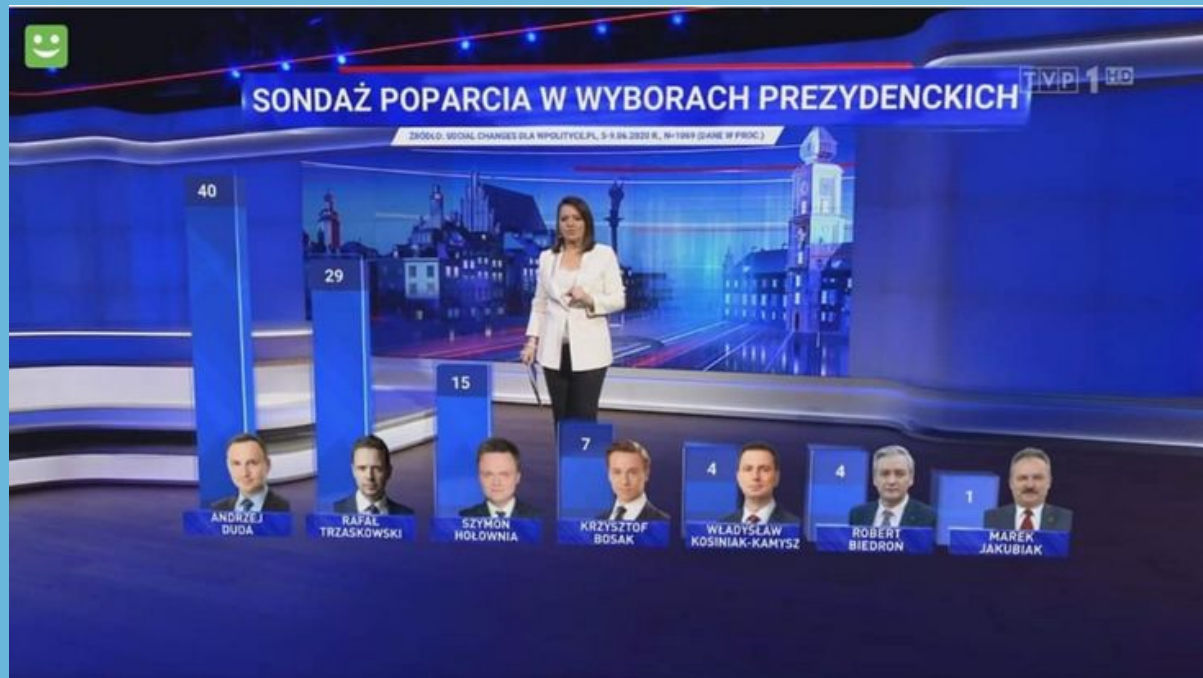 TVP 1 HD
SONDAŻ POPARCIA W WYBORACH PREZYDENCKICH
ŹRÓDŁO: SOCIAL CHANGES DLA WPOLITYCE.PL, 5-9.06.2020 R., N=1069 (DANE W PROC.)
40
29
15
7
4
4
1
ANDRZEJ
DUDA
RAFAŁ
TRZASKOWSKI
SZYMON
HOŁOWNIA
KRZYSZTOF
BOSAK
WŁADYSŁAW
KOSINIAK-KAMYSZ
ROBERT
BIEDROŃ
MAREK
JAKUBIAK